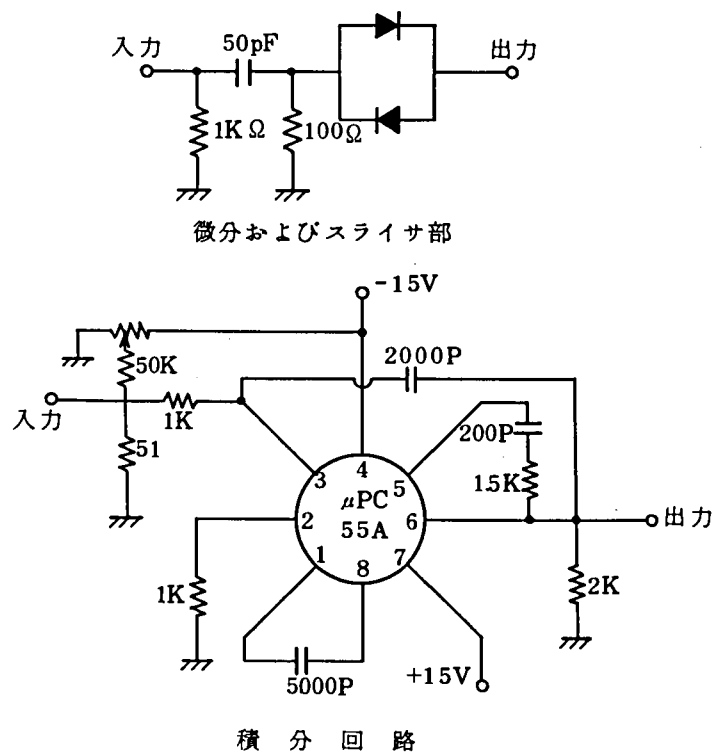 入力
50pF
出力
1KΩ
100Ω
微分およびスライサ部
-15V
50K
2000P
入力
1K
51
200P
1.5K
3
4
5
2
μPC
55A
6
出力
1
8
7
1K
2K
5000P
+15V
積分回路